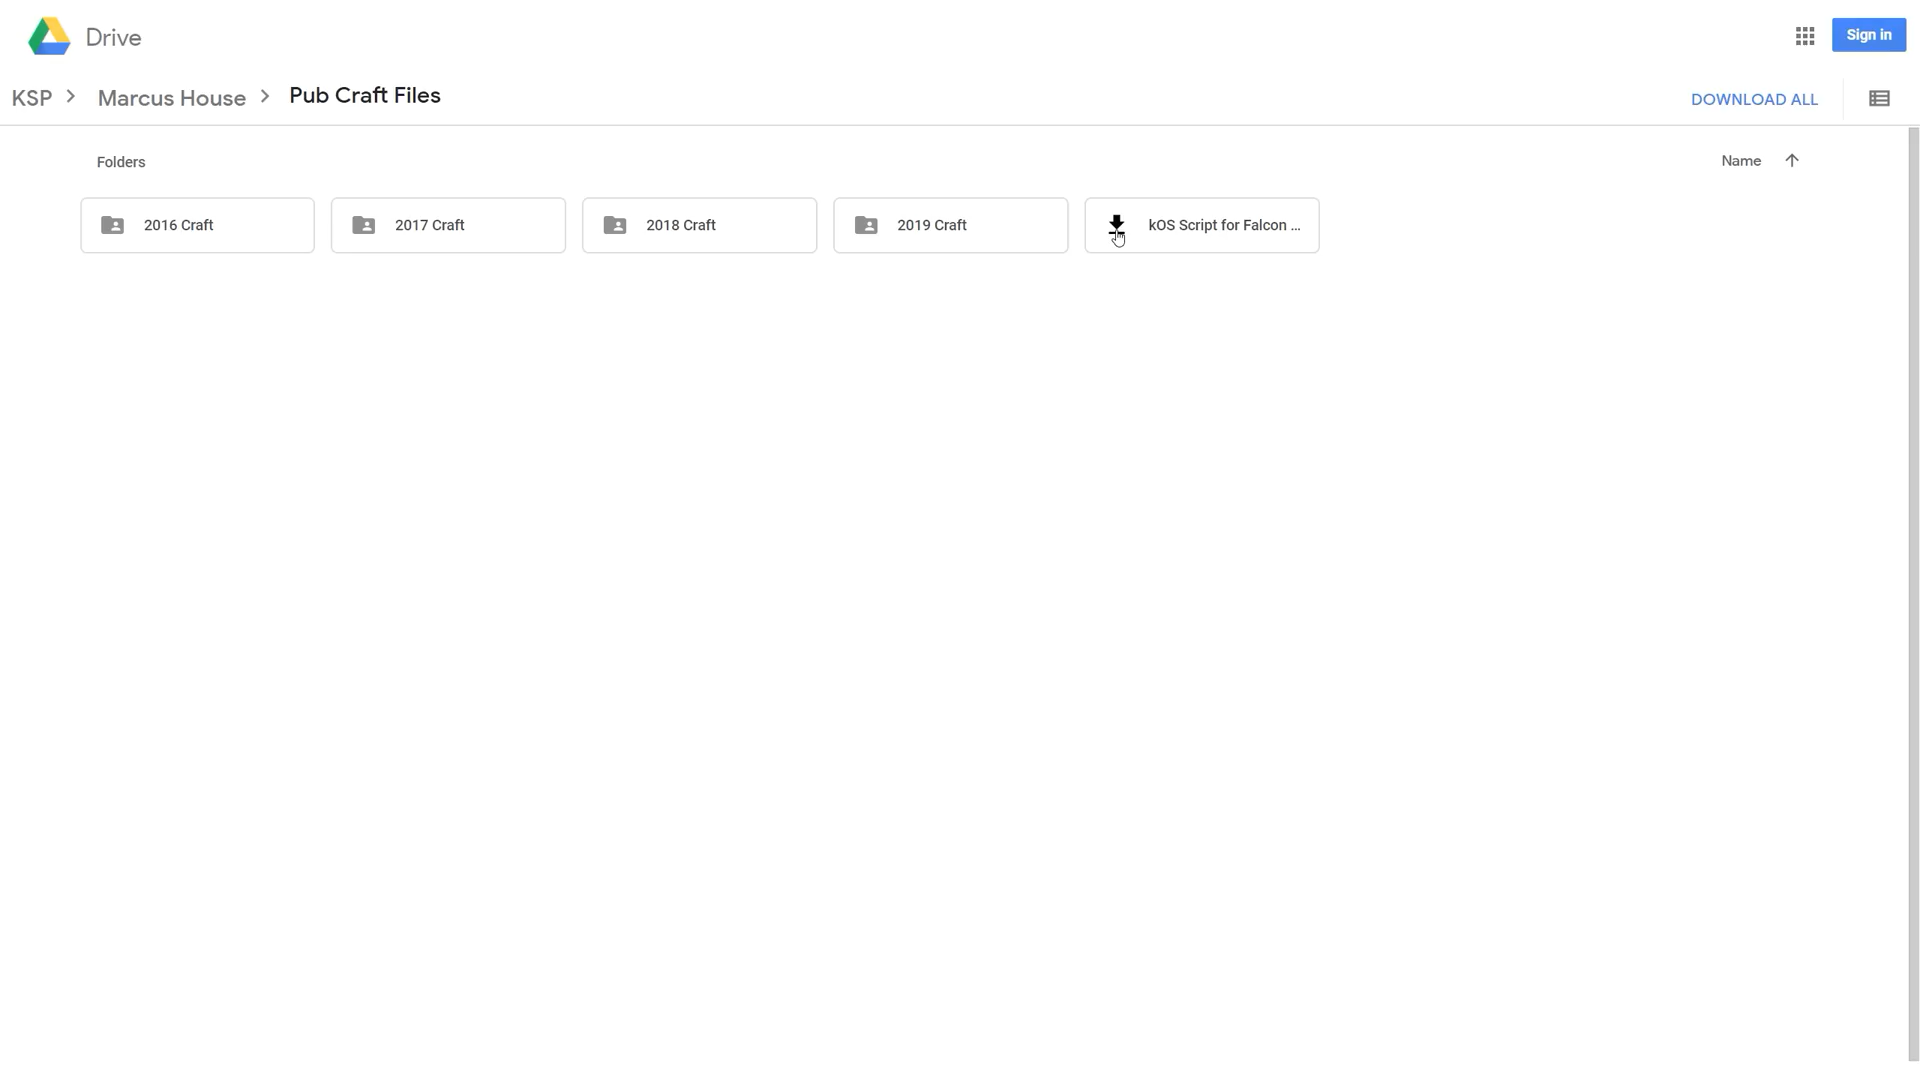 Drive
Sign in
KSP > Marcus House > Pub Craft Files
DOWNLOAD ALL
Folders
Name
2016 Craft
2017 Craft
2018 Craft
2019 Craft
kOS Script for Falcon ...